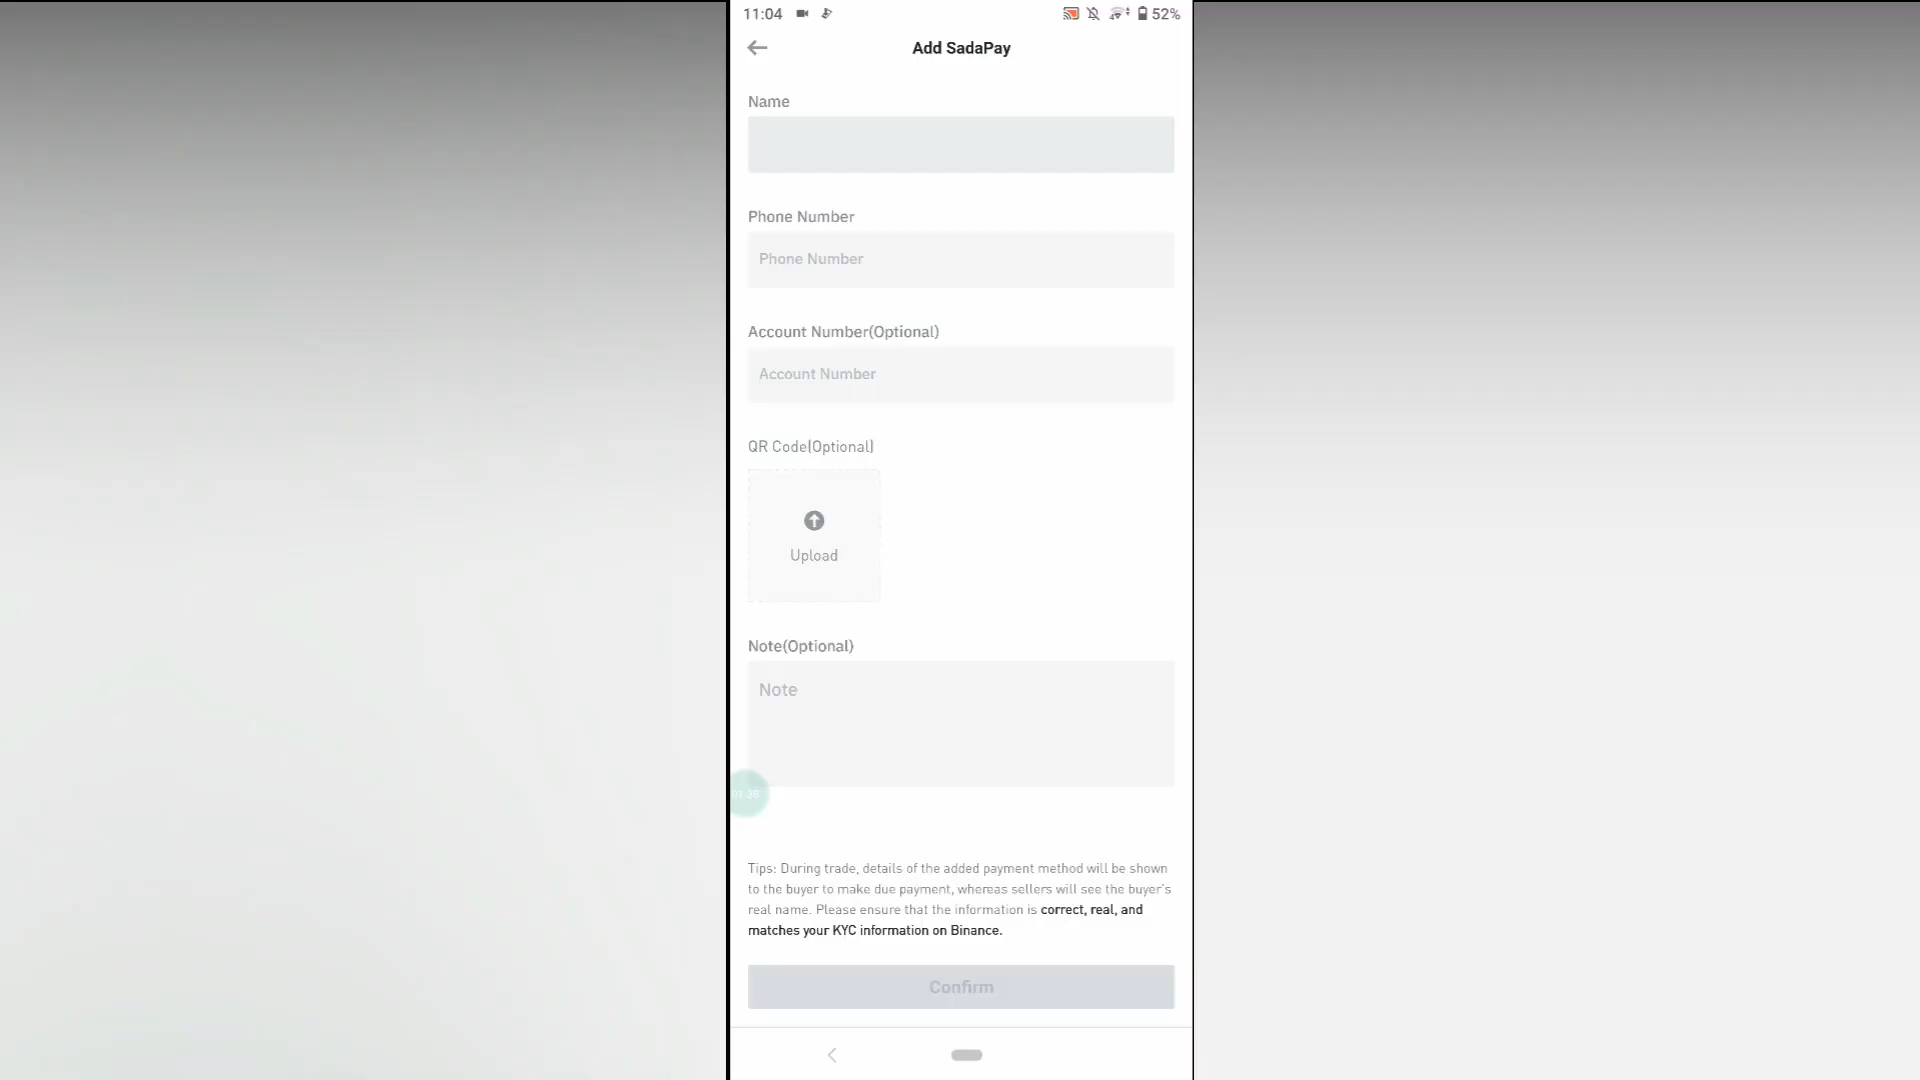 11:04
52%
Add SadaPay
Name
Phone Number
Phone Number
Account Number(Optional)
Account Number
QR Code(Optional)
Upload
Note(Optional)
Note
01:38
Tips: During trade, details of the added payment method will be shown
to the buyer to make due payment, whereas sellers will see the buyer's
real name. Please ensure that the information is correct, real, and
matches your KYC information on Binance.
Confirm